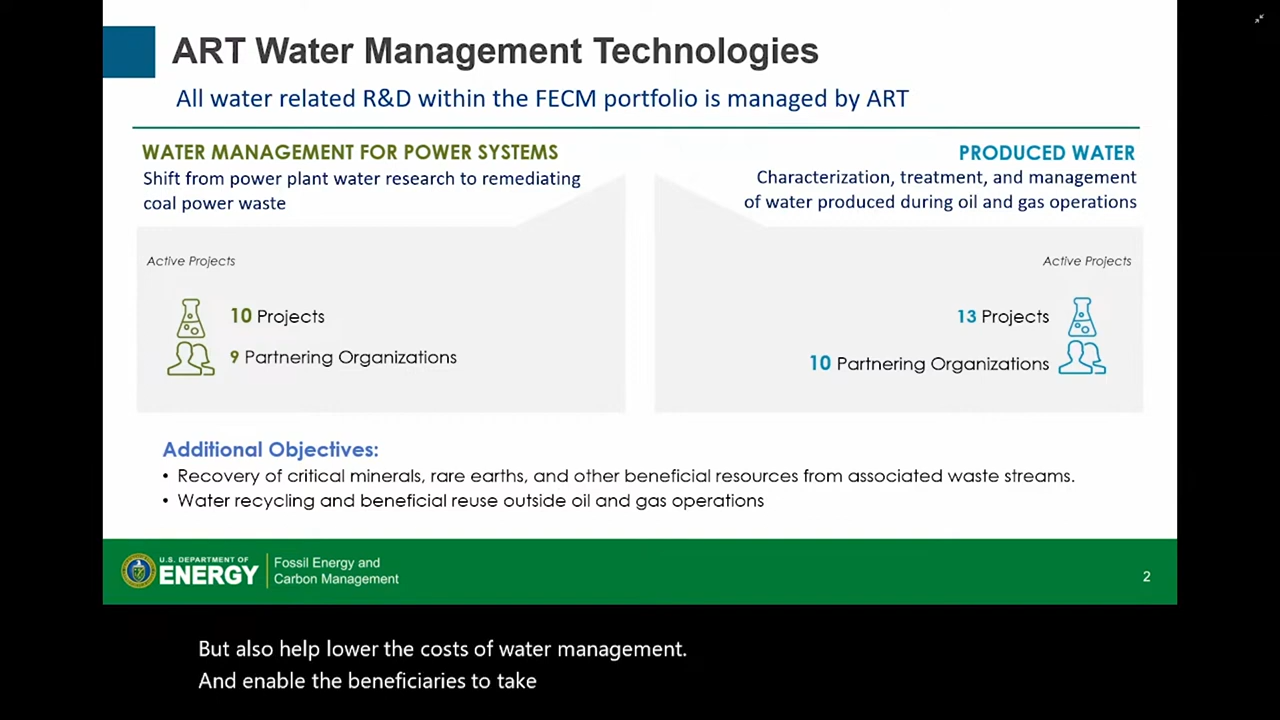 ART Water Management Technologies
All water related R&D within the FECM portfolio is managed by ART
WATER MANAGEMENT FOR POWER SYSTEMS
Shift from power plant water research to remediating
coal power waste
Active Projects
10 Projects
9 Partnering Organizations
PRODUCED WATER
Characterization, treatment, and management
of water produced during oil and gas operations
Active Projects
13 Projects
10 Partnering Organizations
Additional Objectives:
• Recovery of critical minerals, rare earths, and other beneficial resources from associated waste streams.
• Water recycling and beneficial reuse outside oil and gas operations
U.S. DEPARTMENT OF
ENERGY
Fossil Energy and
Carbon Management
2
But also help lower the costs of water management.
And enable the beneficiaries to take